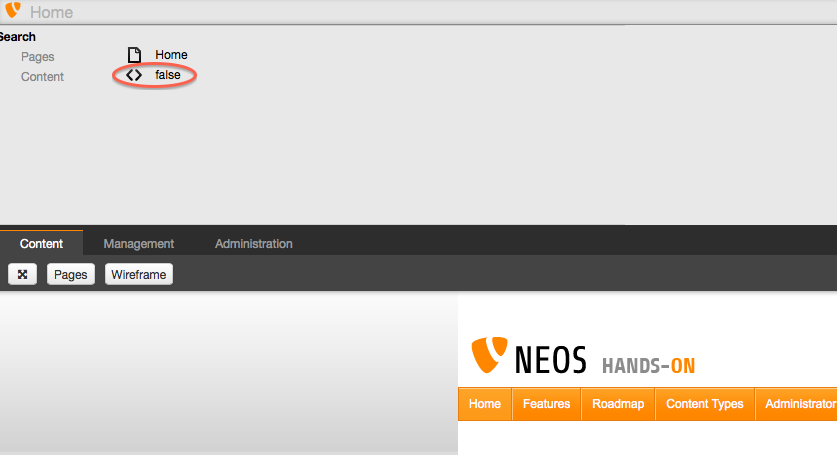 Home
Search
Pages Home
Content false
Content Management Administration
Pages Wireframe
NEOS HANDS-ON
Home Features Roadmap Content Types Administrator